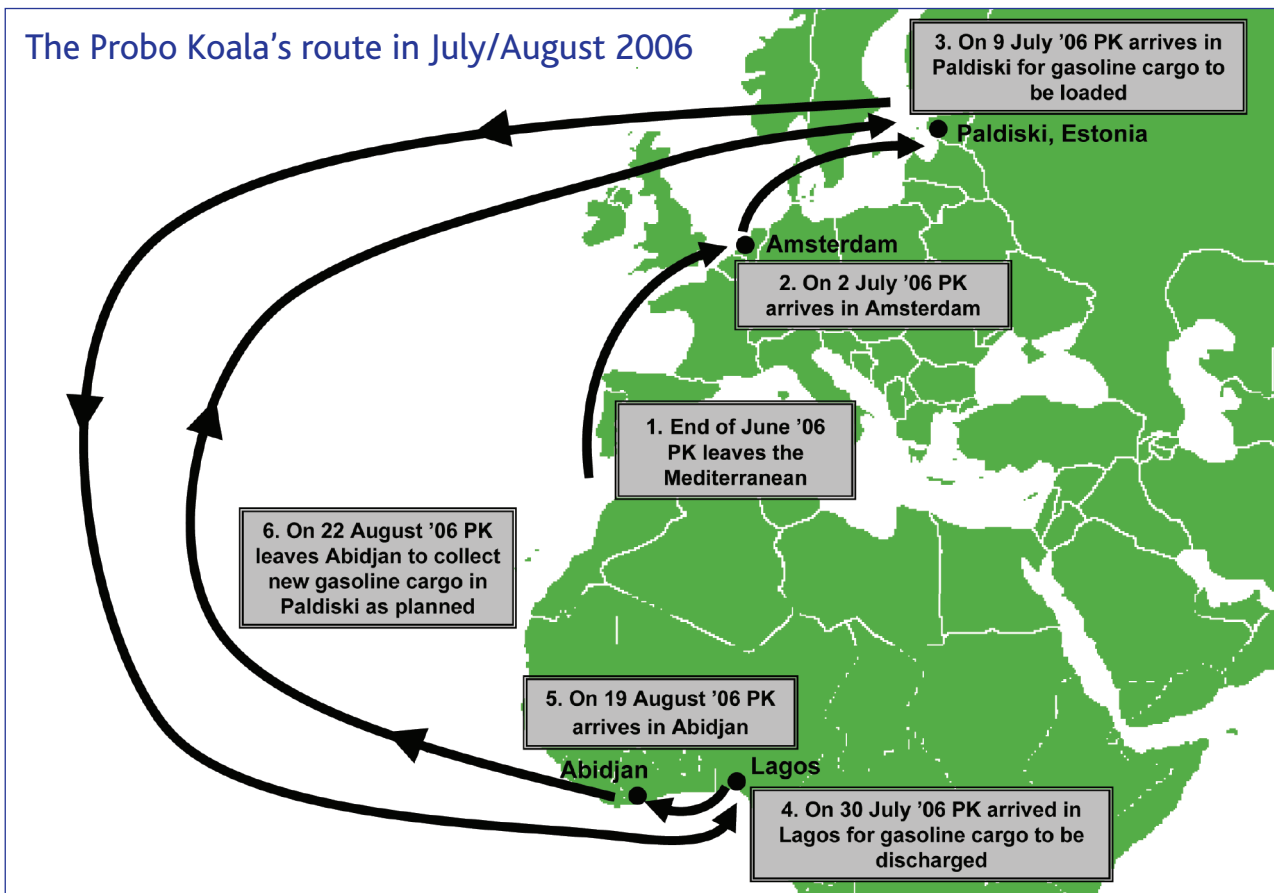 The Probo Koala’s route in July/August 2006
3. On 9 July ’06 PK arrives in
Paldiski for gasoline cargo to
be loaded
Paldiski, Estonia
Amsterdam
2. On 2 July ’06 PK
arrives in Amsterdam
1. End of June ’06
PK leaves the
Mediterranean
6. On 22 August ’06 PK
leaves Abidjan to collect
new gasoline cargo in
Paldiski as planned
5. On 19 August ’06 PK
arrives in Abidjan
Abidjan
Lagos
4. On 30 July ’06 PK arrived in
Lagos for gasoline cargo to be
discharged